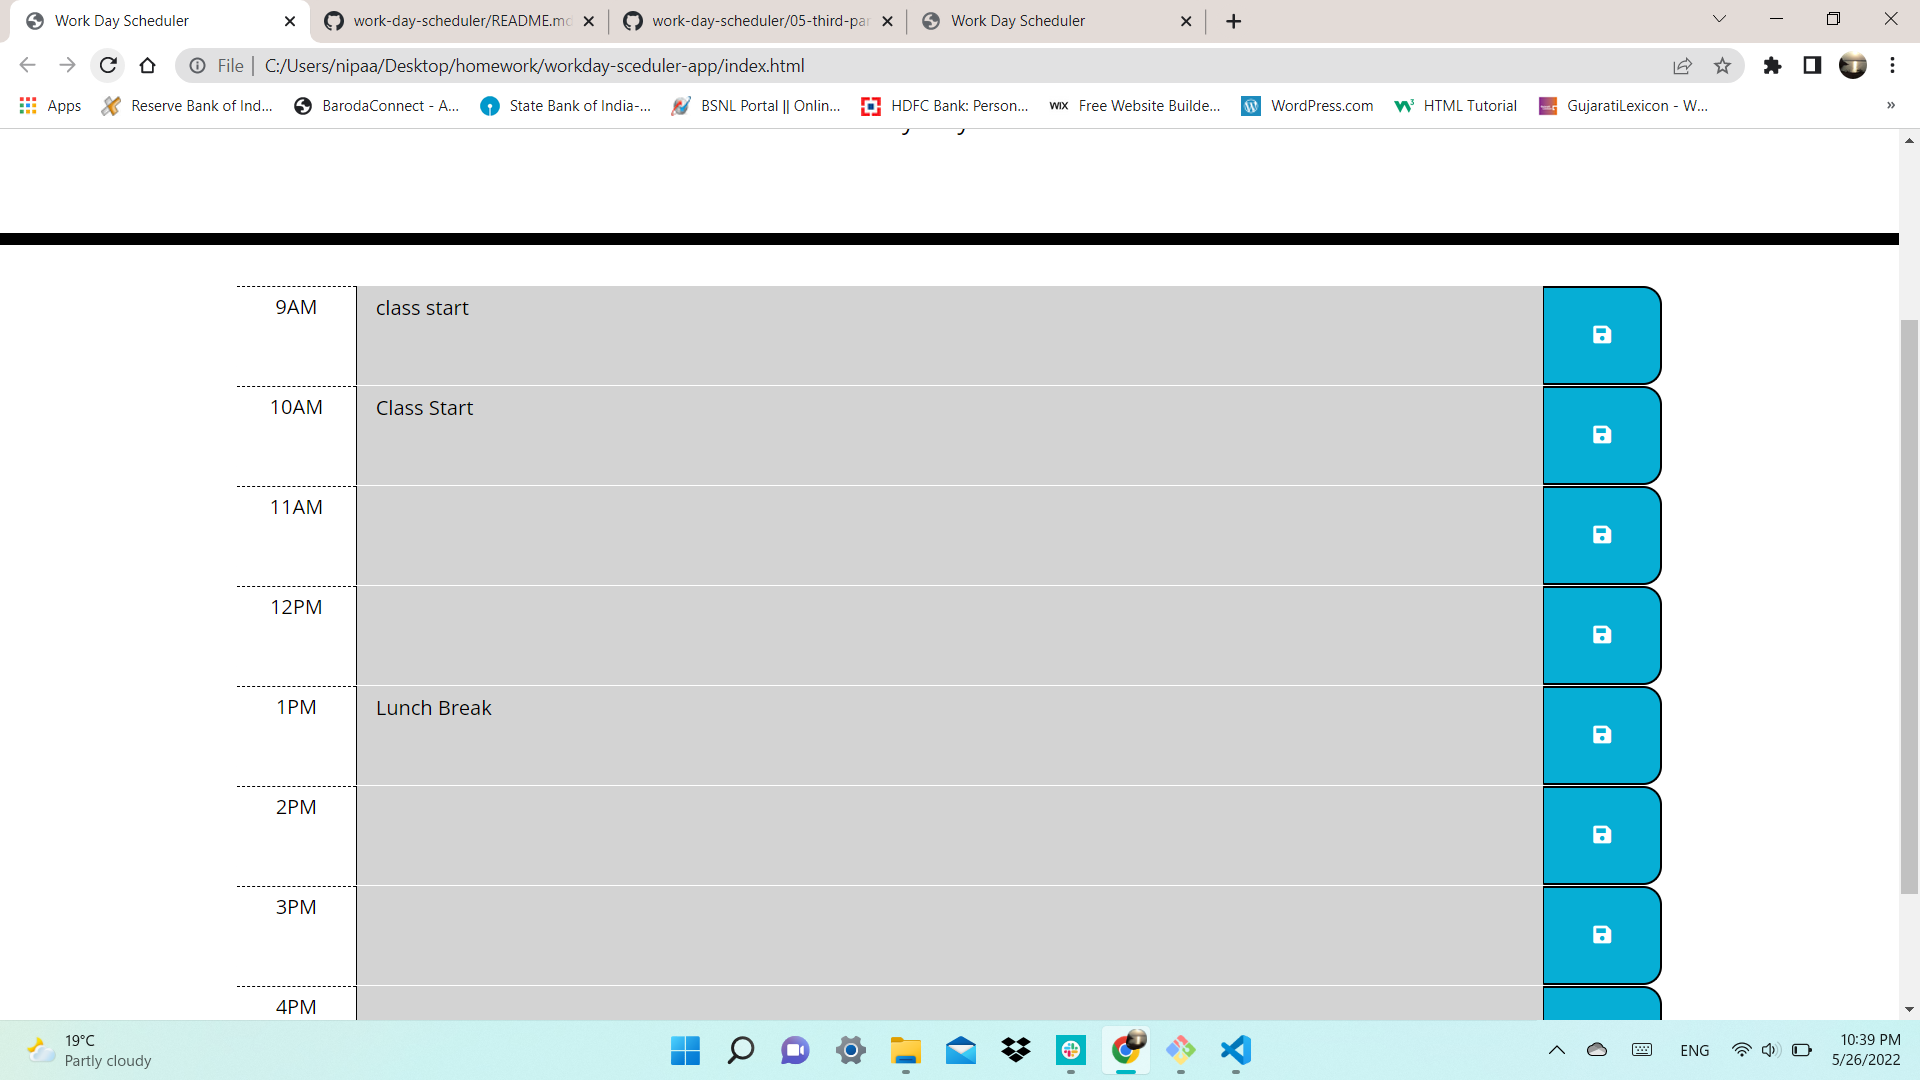 Work Day Scheduler
work-day-scheduler/README.md
work-day-scheduler/05-third-par
Work Day Scheduler
File
C:/Users/nipaa/Desktop/homework/workday-sceduler-app/index.html
Apps
Reserve Bank of Ind...
BarodaConnect - A...
State Bank of India-...
BSNL Portal || Onlin...
HDFC Bank: Person...
WIX
Free Website Builde...
WordPress.com
HTML Tutorial
GujaratiLexicon - W...
»
9AM
class start
10AM
Class Start
11AM
12PM
1PM
Lunch Break
2PM
3PM
4PM
19°C
Partly cloudy
ENG
10:39 PM
5/26/2022